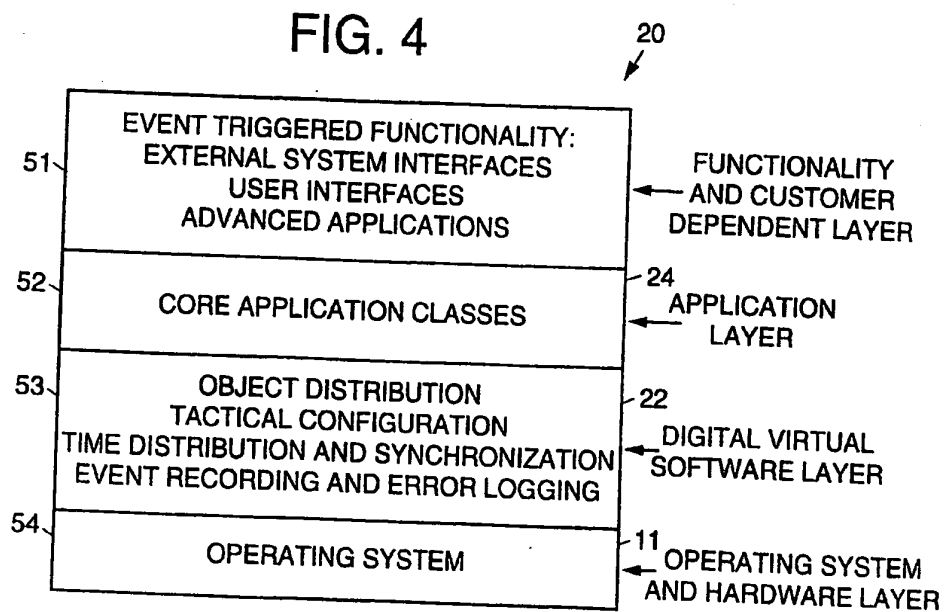 FIG. 4
20
51
EVENT TRIGGERED FUNCTIONALITY:
EXTERNAL SYSTEM INTERFACES
USER INTERFACES
ADVANCED APPLICATIONS
FUNCTIONALITY
AND CUSTOMER
DEPENDENT LAYER
52
CORE APPLICATION CLASSES
24
APPLICATION
LAYER
53
OBJECT DISTRIBUTION
TACTICAL CONFIGURATION
TIME DISTRIBUTION AND SYNCHRONIZATION
EVENT RECORDING AND ERROR LOGGING
22
DIGITAL VIRTUAL
SOFTWARE LAYER
54
OPERATING SYSTEM
11
OPERATING SYSTEM
AND HARDWARE LAYER